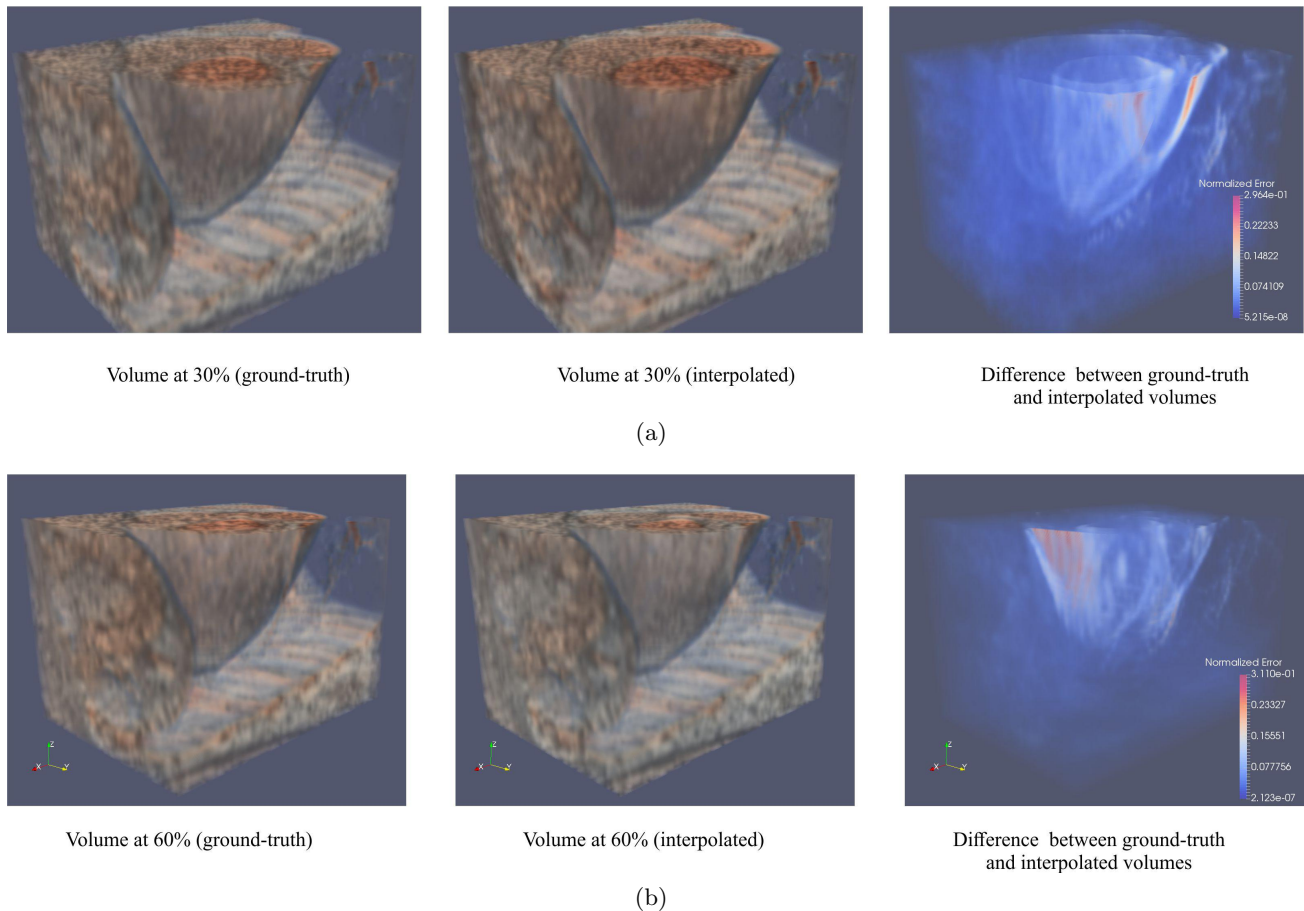 Normalized Error
2.964e-01
0.22233
0.14822
0.074109
5.215e-08
Volume at 30% (ground-truth)
Volume at 30% (interpolated)
Difference between ground-truth
and interpolated volumes
(a)
Z
X
Y
Z
X
Y
Z
X
Y
Normalized Error
3.110e-01
0.23327
0.15551
0.077756
2.123e-07
Volume at 60% (ground-truth)
Volume at 60% (interpolated)
Difference between ground-truth
and interpolated volumes
(b)